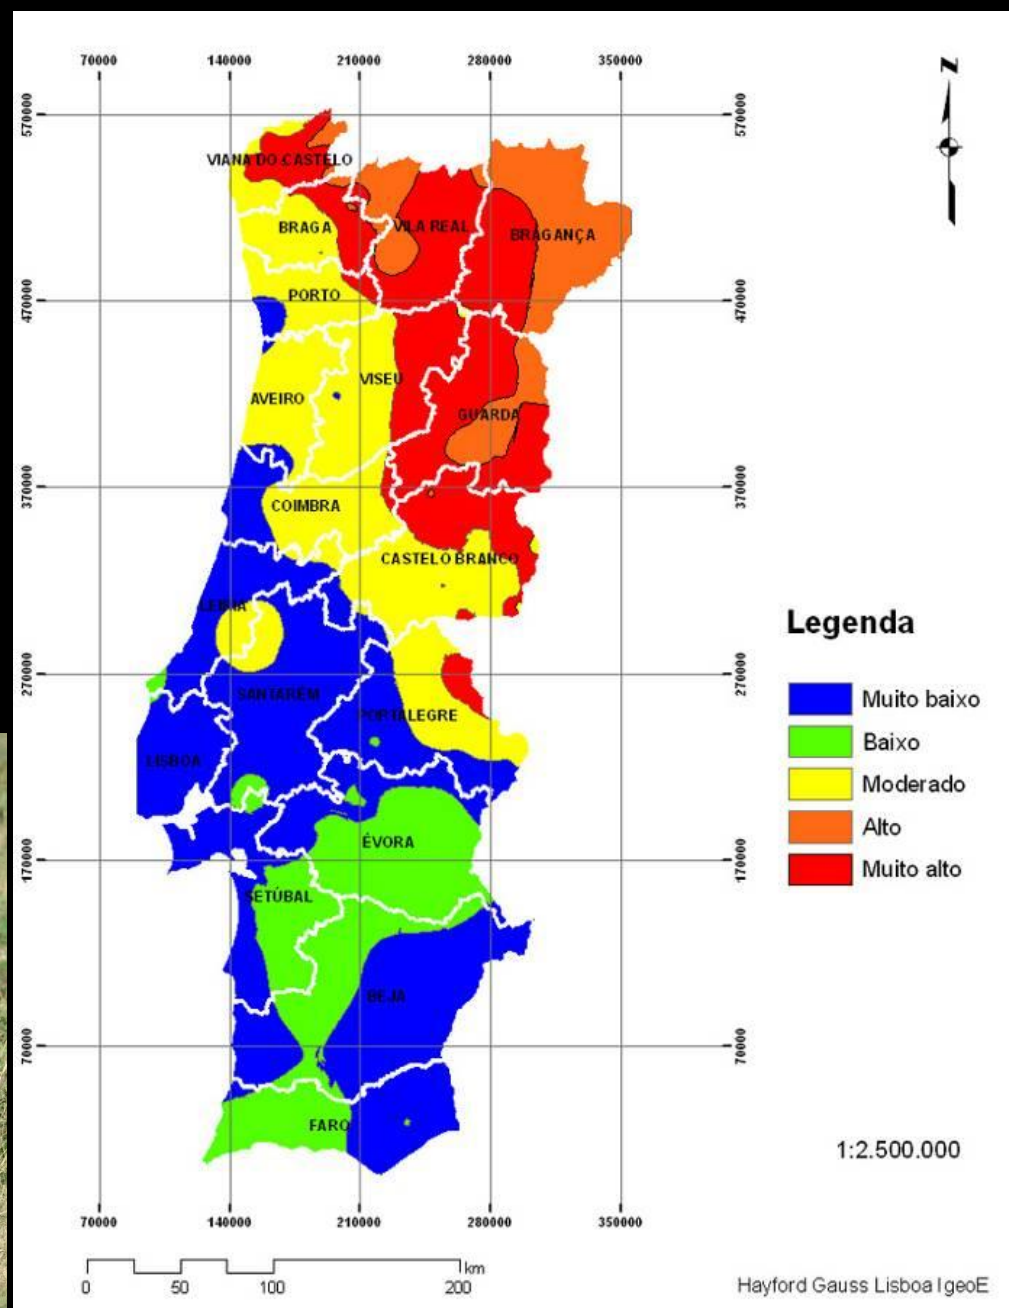 70000 140000 210000 280000 350000
N
570000 570000
VIANA DO CASTELO
BRAGA VILA REAL BRAGANÇA
PORTO
470000 470000
VISEU
AVEIRO
GUARDA
370000 370000
COIMBRA
CASTELO BRANCO
LEIRIA
Legenda
270000 270000
SANTARÉM
PORTALEGRE
LISBOA
Muito baixo
Baixo
Moderado
Alto
Muito alto
ÉVORA
170000 170000
SETÚBAL
BEJA
70000 70000
FARO
1:2.500.000
70000 140000 210000 280000 350000
km
0 50 100 200
Hayford Gauss Lisboa IgeoE